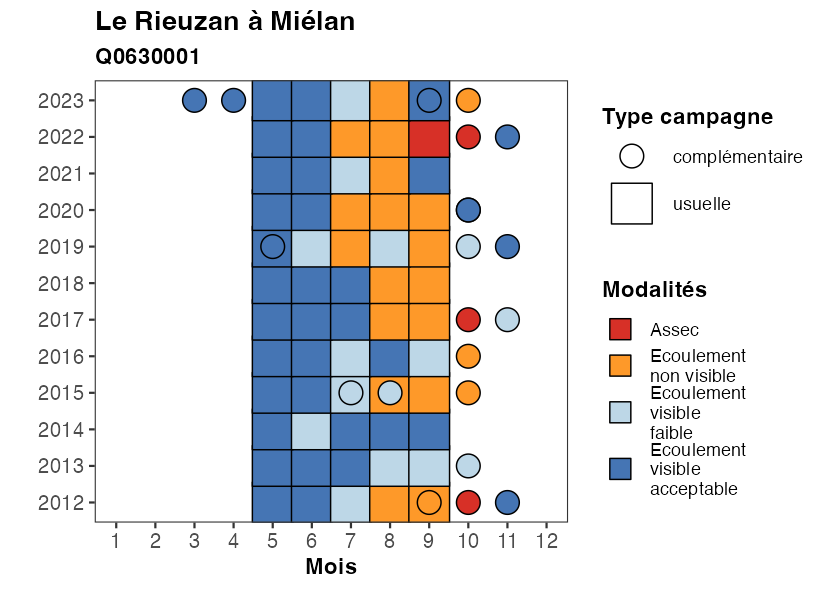 Le Rieuzan à Miélan
Q0630001
2023
2022
2021
2020
2019
2018
2017
2016
2015
2014
2013
2012
1 2 3 4 5 6 7 8 9 10 11 12
Mois
Type campagne
complémentaire
usuelle
Modalités
Assec
Ecoulement
non visible
Ecoulement
visible
faible
Ecoulement
visible
acceptable